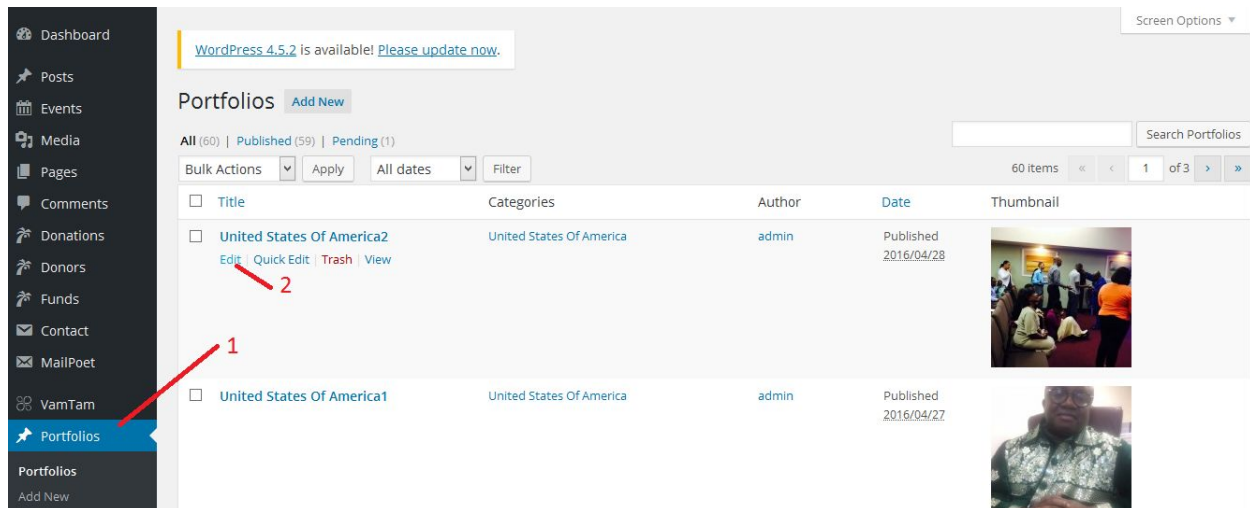 Screen Options
Dashboard
WordPress 4.5.2 is available! Please update now.
Posts
Events
Media
Pages
Comments
Donations
Donors
Funds
Contact
MailPoet
VamTam
Portfolios
Portfolios
Add New
Portfolios Add New
All (60) | Published (59) | Pending (1)
Search Portfolios
Bulk Actions Apply All dates Filter
60 items « ‹ 1 of 3 › »
Title Categories Author Date Thumbnail
United States Of America2 United States Of America admin Published
2016/04/28
Edit | Quick Edit | Trash | View
2
1
United States Of America1 United States Of America admin Published
2016/04/27